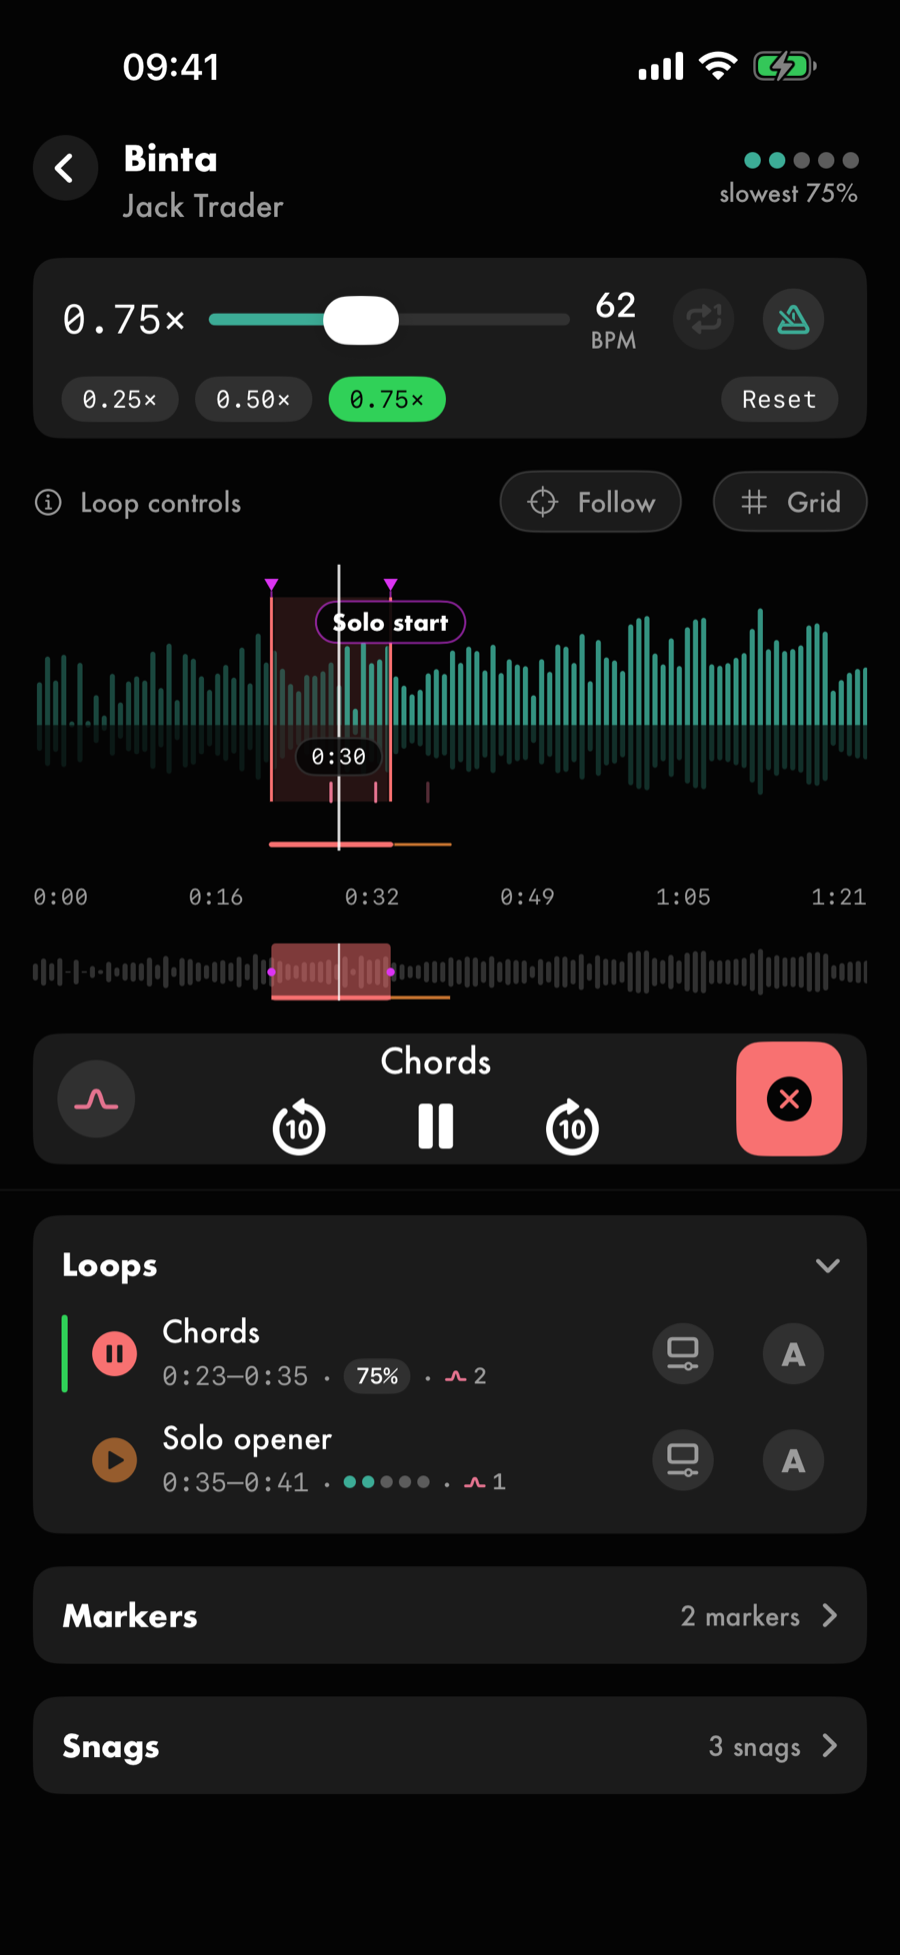 09:41
Binta
Jack Trader
slowest 75%
0.75×
62
BPM
0.25×
0.50×
0.75×
Reset
Loop controls
Follow
Grid
Solo start
0:30
0:00
0:16
0:32
0:49
1:05
1:21
Chords
10
10
Loops
Chords
0:23—0:35 · 75% · 2
A
Solo opener
0:35—0:41 · · 1
A
Markers
2 markers
Snags
3 snags